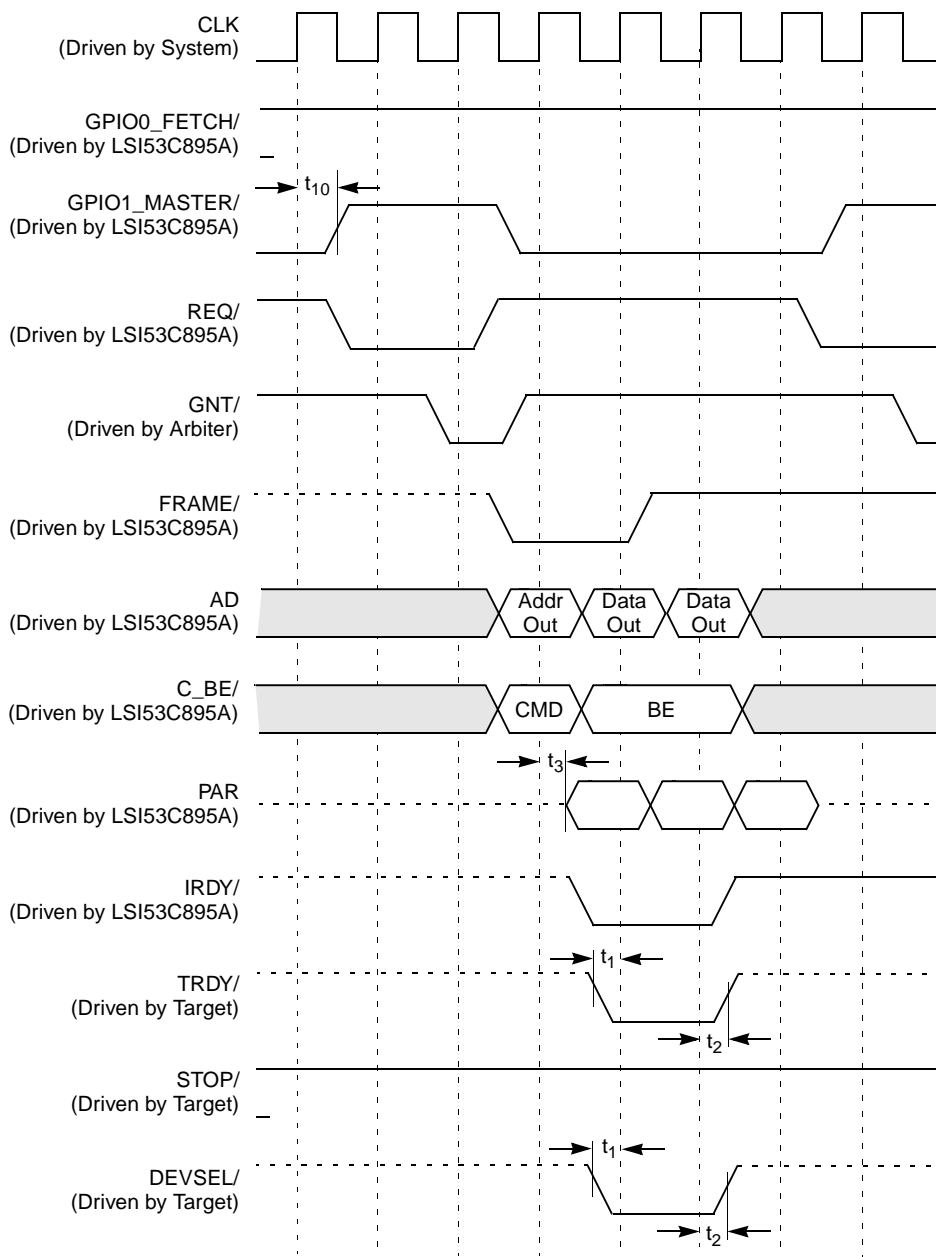 CLK
(Driven by System)
GPIO0_FETCH/
(Driven by LSI53C895A)
t10
GPIO1_MASTER/
(Driven by LSI53C895A)
REQ/
(Driven by LSI53C895A)
GNT/
(Driven by Arbiter)
FRAME/
(Driven by LSI53C895A)
AD
(Driven by LSI53C895A)
Addr
Out
Data
Out
Data
Out
C_BE/
(Driven by LSI53C895A)
CMD
BE
t3
PAR
(Driven by LSI53C895A)
IRDY/
(Driven by LSI53C895A)
t1
TRDY/
(Driven by Target)
t2
STOP/
(Driven by Target)
t1
DEVSEL/
(Driven by Target)
t2